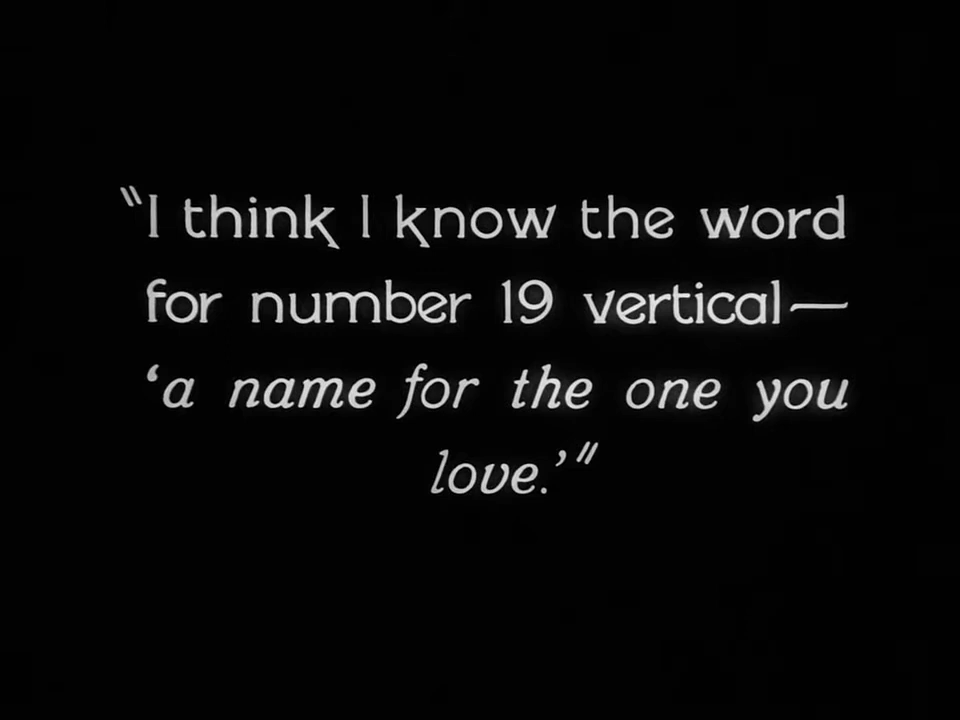 "I think I know the word
for number 19 vertical—
‘a name for the one you
love.’"